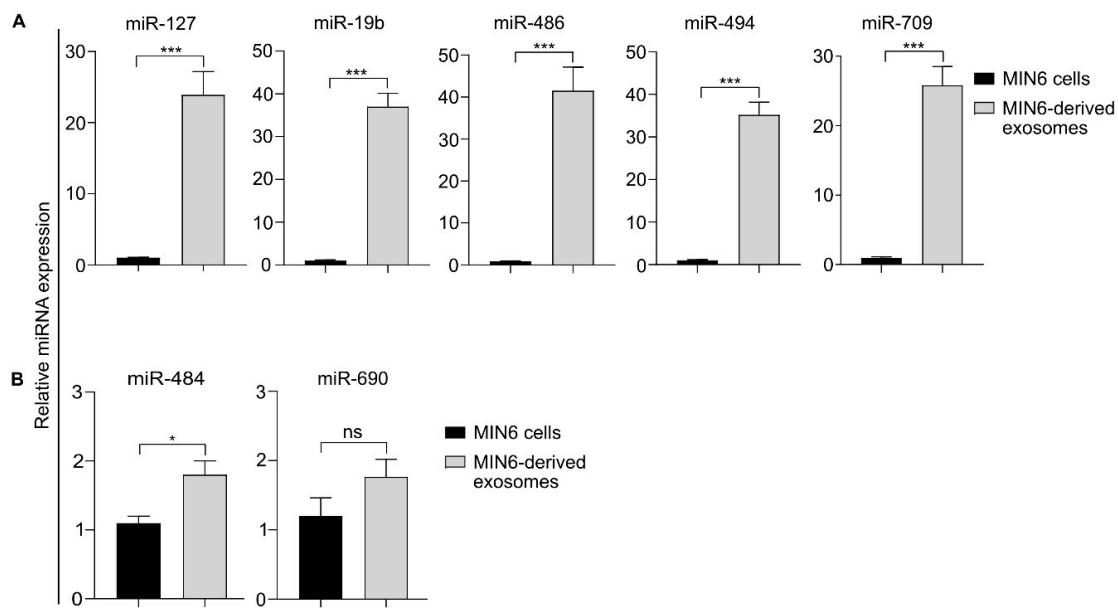 A
miR-127
miR-19b
miR-486
miR-494
miR-709
30
20
10
0
***
50
40
30
20
10
0
***
50
40
30
20
10
0
***
50
40
30
20
10
0
***
30
20
10
0
***
MIN6 cells
MIN6-derived
exosomes
Relative miRNA expression
B
miR-484
miR-690
3
2
1
0
*
3
2
1
0
ns
MIN6 cells
MIN6-derived
exosomes